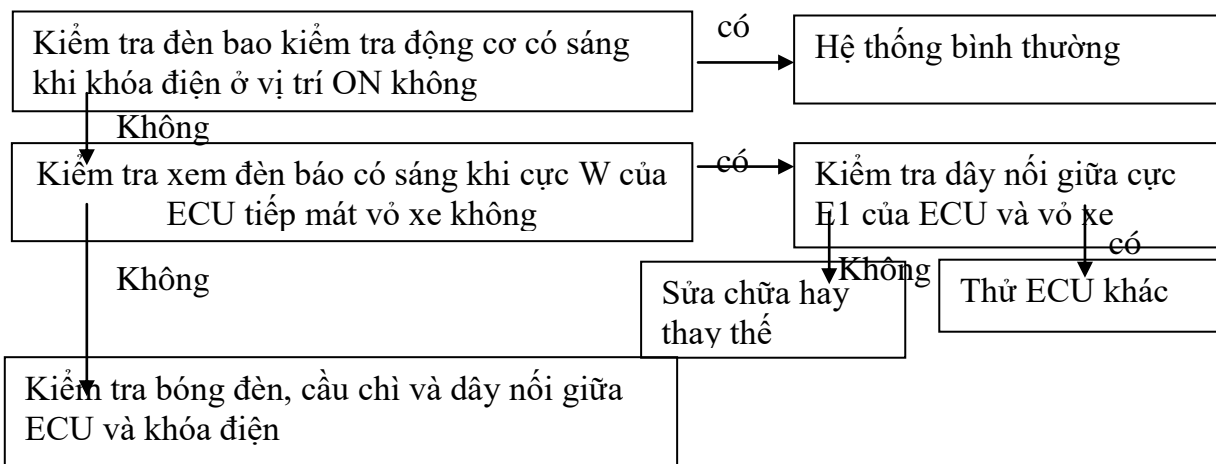 Kiểm tra đèn bao kiểm tra động cơ có sáng
khi khóa điện ở vị trí ON không
có
Hệ thống bình thường
Không
Kiểm tra xem đèn báo có sáng khi cực W của
ECU tiếp mát vỏ xe không
có
Kiểm tra dây nối giữa cực
E1 của ECU và vỏ xe
Không
có
Không
Sửa chữa hay
thay thế
Thử ECU khác
Kiểm tra bóng đèn, cầu chì và dây nối giữa
ECU và khóa điện